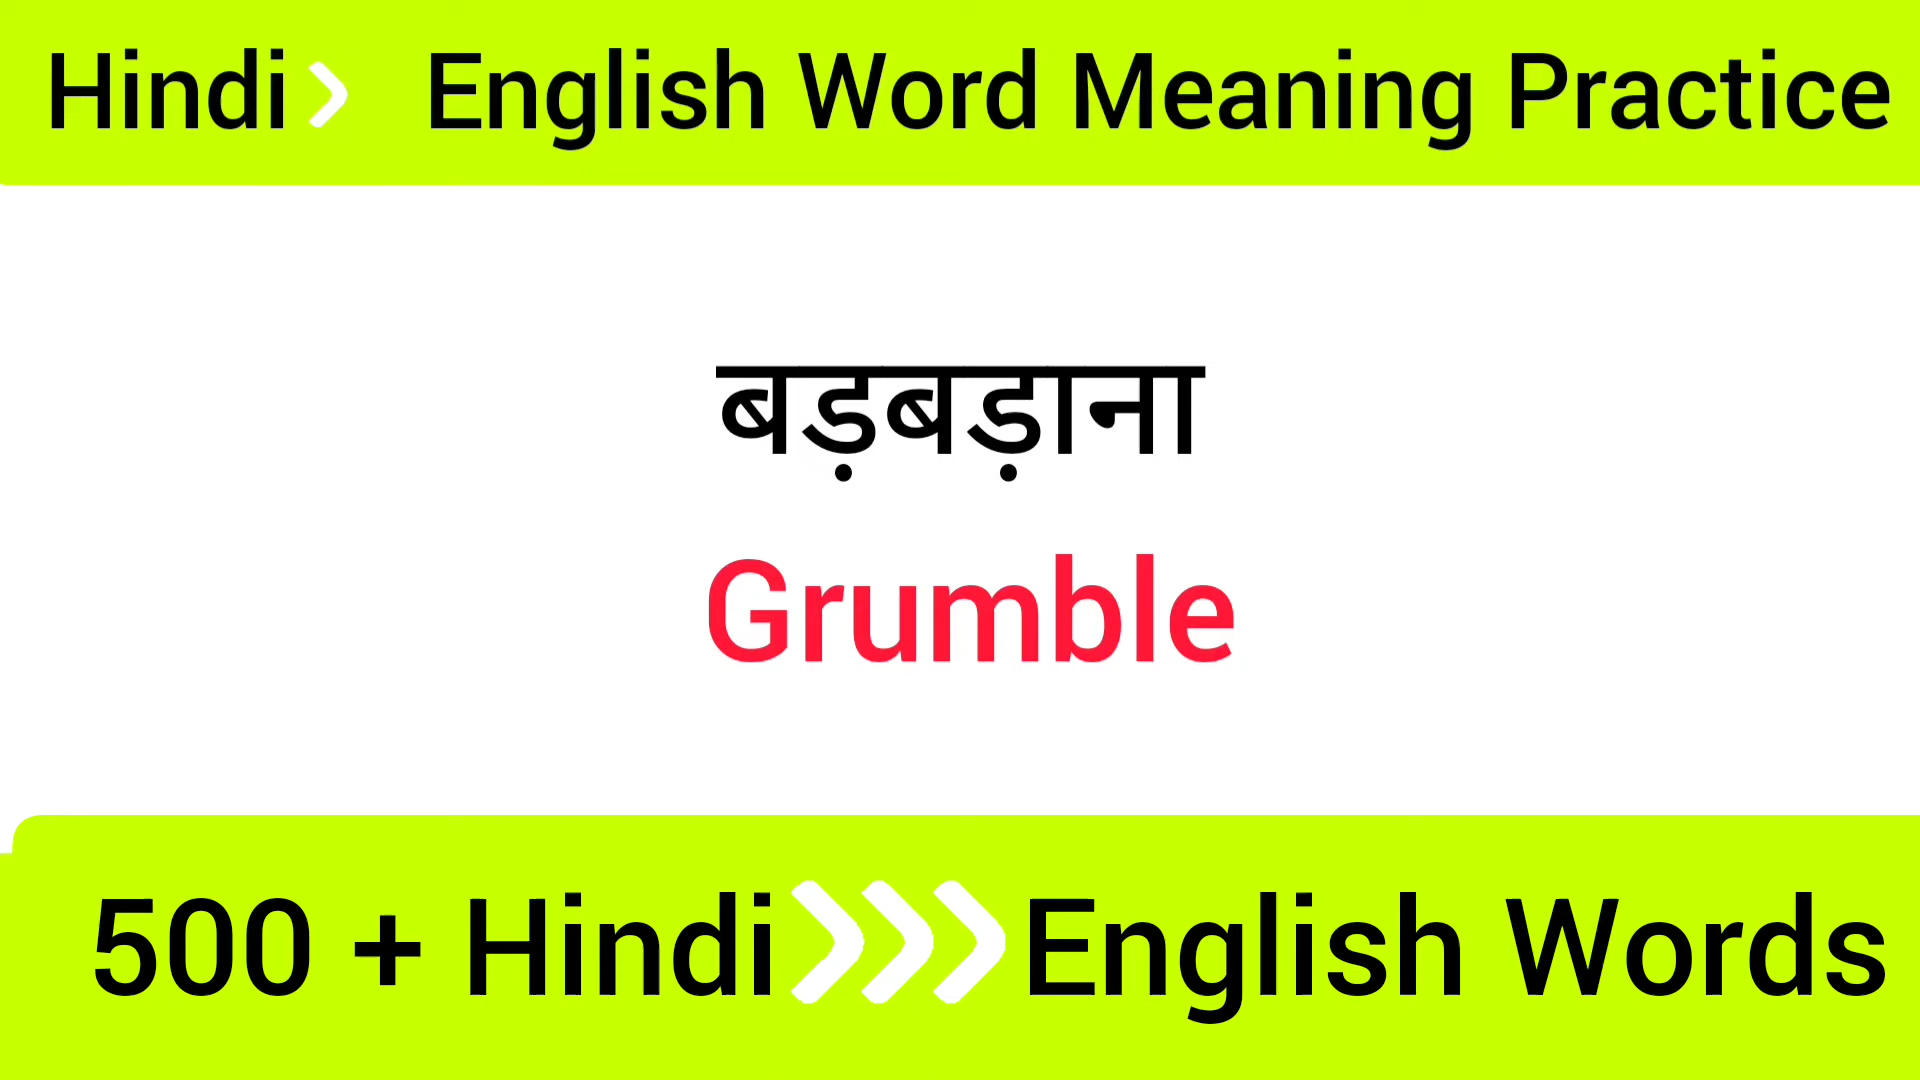 Hindi > English Word Meaning Practice
बड़बड़ाना
Grumble
500 + Hindi >>> English Words